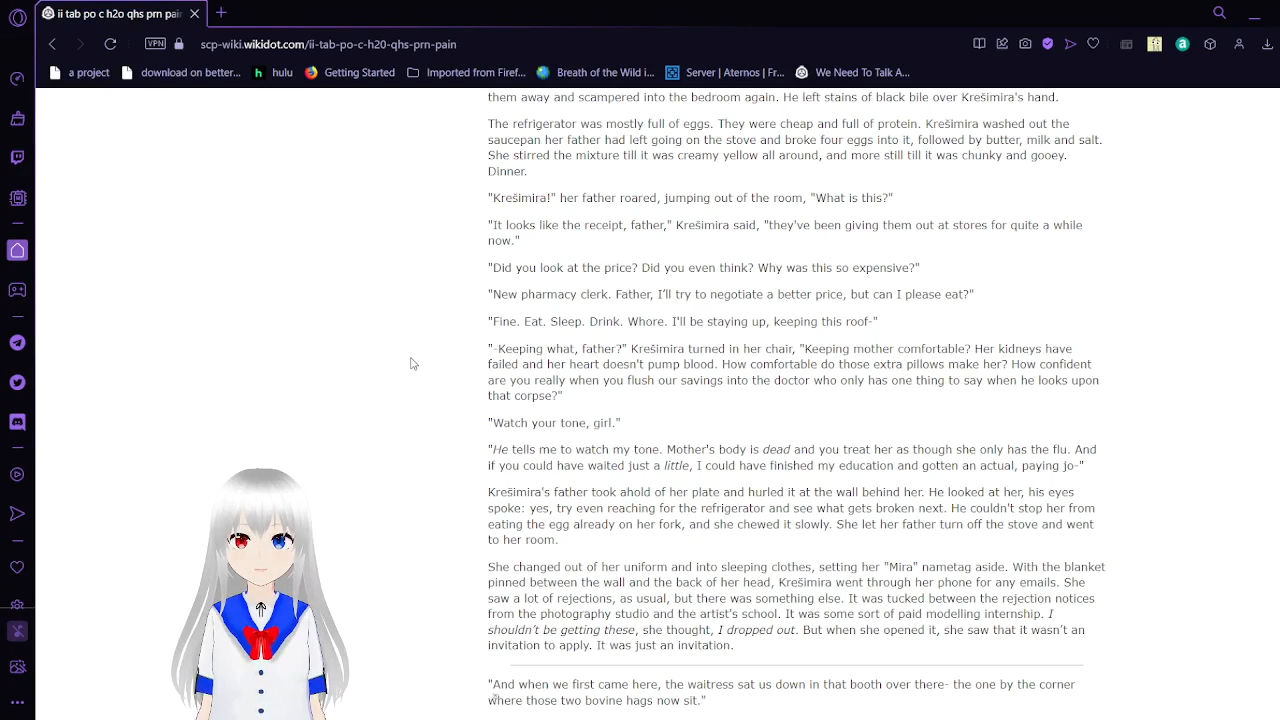 ii tab po c h2o qhs prn pain
VPN
scp-wiki.wikidot.com/ii-tab-po-c-h20-qhs-prn-pain
a project
download on better...
hulu
Getting Started
Imported from Firef...
Breath of the Wild i...
Server | Aternos | Fr...
We Need To Talk A...
them away and scampered into the bedroom again. He left stains of black bile over Krešimira's hand.
The refrigerator was mostly full of eggs. They were cheap and full of protein. Krešimira washed out the
saucepan her father had left going on the stove and broke four eggs into it, followed by butter, milk and salt.
She stirred the mixture till it was creamy yellow all around, and more still till it was chunky and gooey.
Dinner.
"Krešimira!" her father roared, jumping out of the room, "What is this?"
"It looks like the receipt, father," Krešimira said, "they've been giving them out at stores for quite a while
now."
"Did you look at the price? Did you even think? Why was this so expensive?"
"New pharmacy clerk. Father, I'll try to negotiate a better price, but can I please eat?"
"Fine. Eat. Sleep. Drink. Whore. I'll be staying up, keeping this roof-"
"-Keeping what, father?" Krešimira turned in her chair, "Keeping mother comfortable? Her kidneys have
failed and her heart doesn't pump blood. How comfortable do those extra pillows make her? How confident
are you really when you flush our savings into the doctor who only has one thing to say when he looks upon
that corpse?"
"Watch your tone, girl."
"He tells me to watch my tone. Mother's body is dead and you treat her as though she only has the flu. And
if you could have waited just a little, I could have finished my education and gotten an actual, paying jo-"
Krešimira's father took ahold of her plate and hurled it at the wall behind her. He looked at her, his eyes
spoke: yes, try even reaching for the refrigerator and see what gets broken next. He couldn't stop her from
eating the egg already on her fork, and she chewed it slowly. She let her father turn off the stove and went
to her room.
She changed out of her uniform and into sleeping clothes, setting her "Mira" nametag aside. With the blanket
pinned between the wall and the back of her head, Krešimira went through her phone for any emails. She
saw a lot of rejections, as usual, but there was something else. It was tucked between the rejection notices
from the photography studio and the artist's school. It was some sort of paid modelling internship. I
shouldn't be getting these, she thought, I dropped out. But when she opened it, she saw that it wasn't an
invitation to apply. It was just an invitation.
"And when we first came here, the waitress sat us down in that booth over there- the one by the corner
where those two bovine hags now sit."